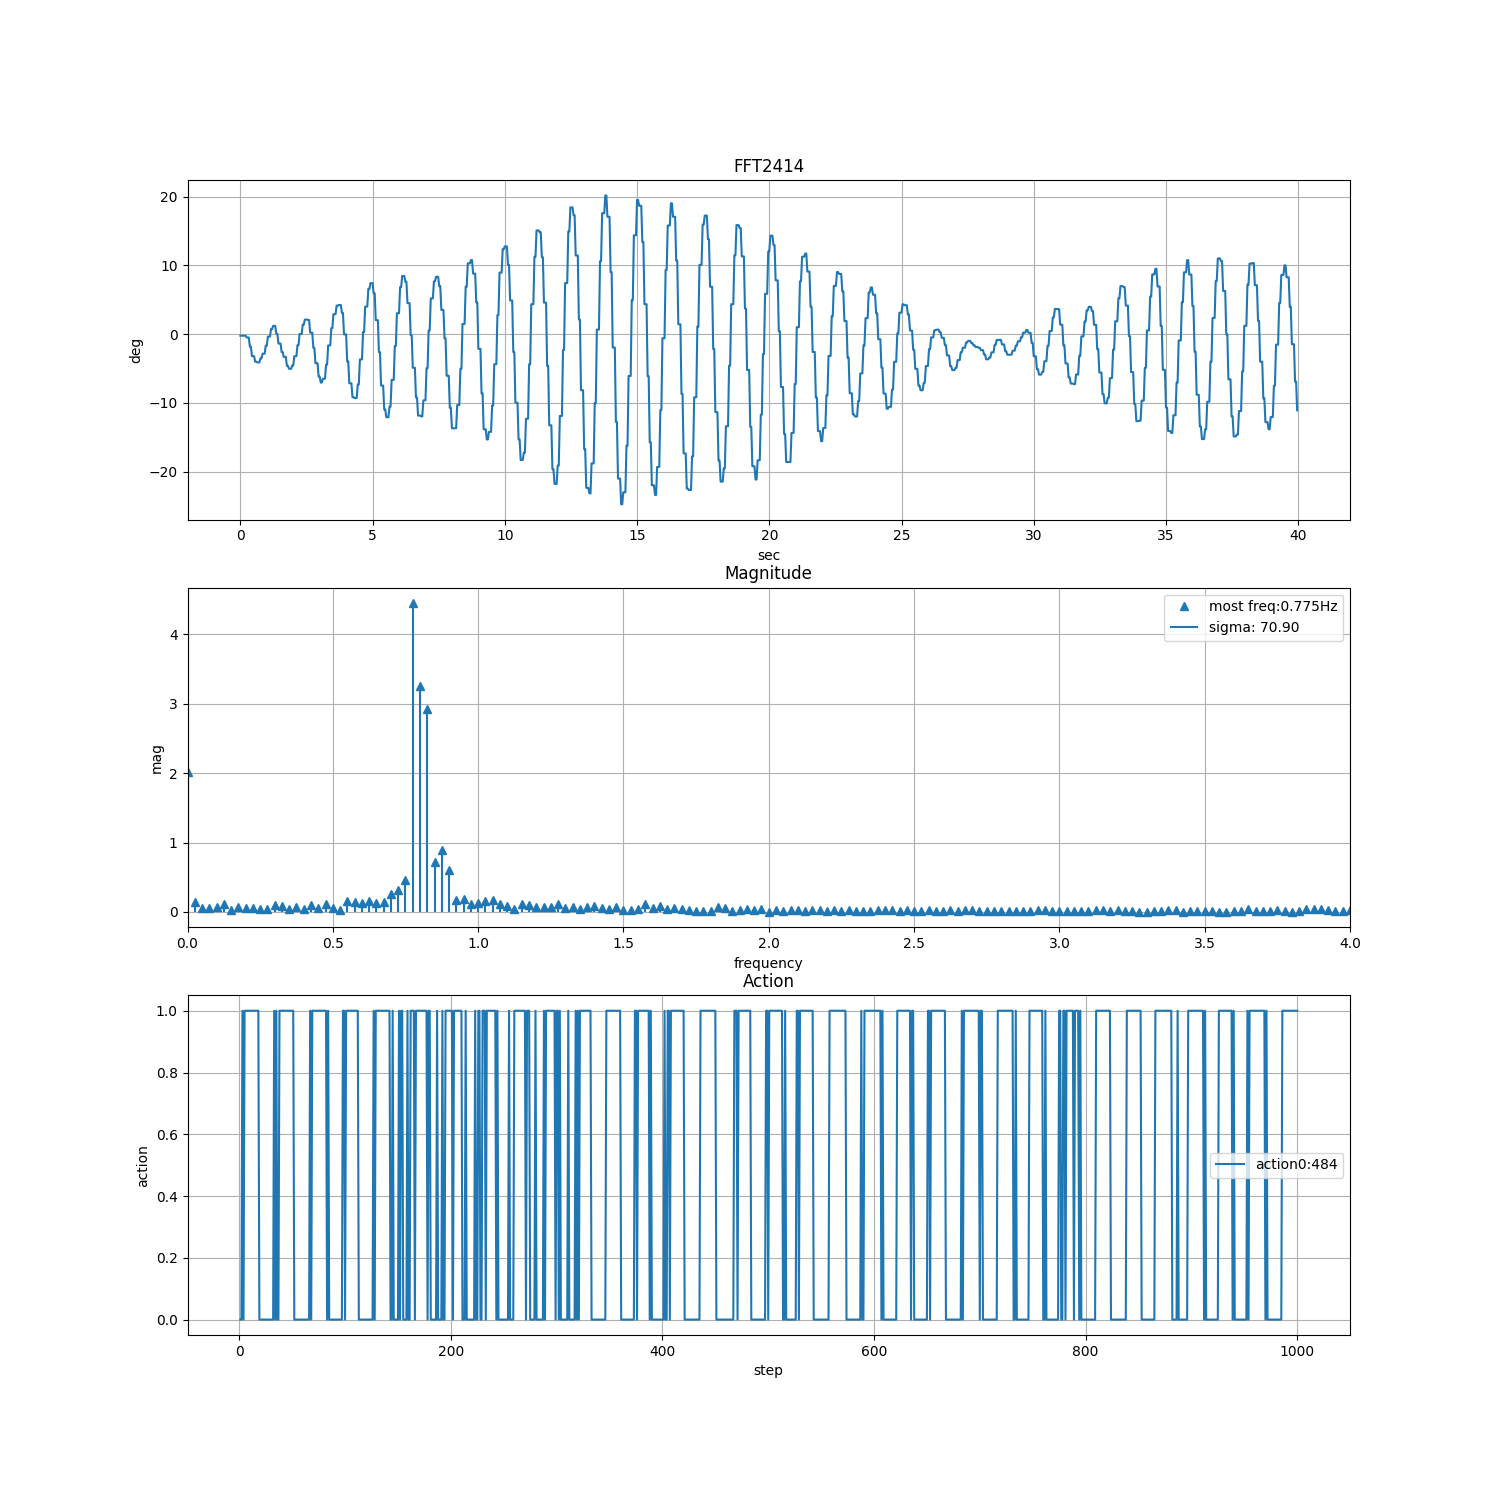 FFT2414
20
10
0
−10
−20
deg
0 5 10 15 20 25 30 35 40
sec
Magnitude
most freq:0.775Hz
sigma: 70.90
4
3
2
1
0
mag
0.0 0.5 1.0 1.5 2.0 2.5 3.0 3.5 4.0
frequency
Action
1.0
0.8
0.6
0.4
0.2
0.0
action
action0:484
0 200 400 600 800 1000
step